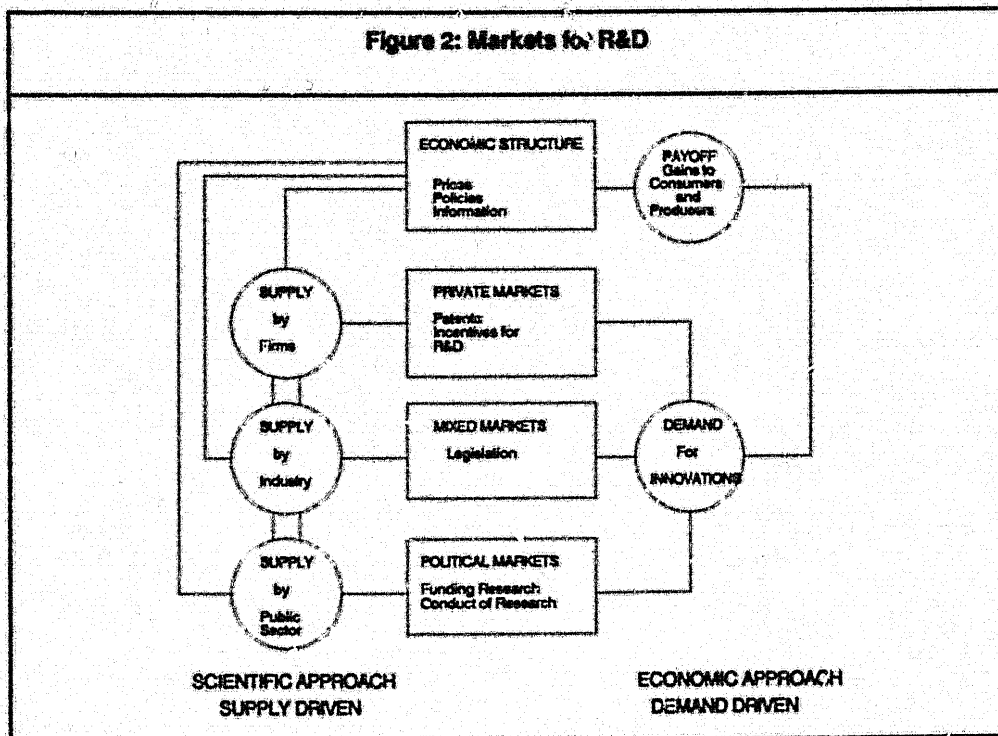 Figure 2: Markets for R&D
ECONOMIC STRUCTURE
Prices
Policies
Information
PAYOFF
Gains to
Consumers
and
Producers
SUPPLY
by
Firms
PRIVATE MARKETS
Patents
Incentives for
R&D
SUPPLY
by
Industry
MIXED MARKETS
Legislation
DEMAND
For
INNOVATIONS
SUPPLY
by
Public
Sector
POLITICAL MARKETS
Funding Research
Conduct of Research
SCIENTIFIC APPROACH
SUPPLY DRIVEN
ECONOMIC APPROACH
DEMAND DRIVEN